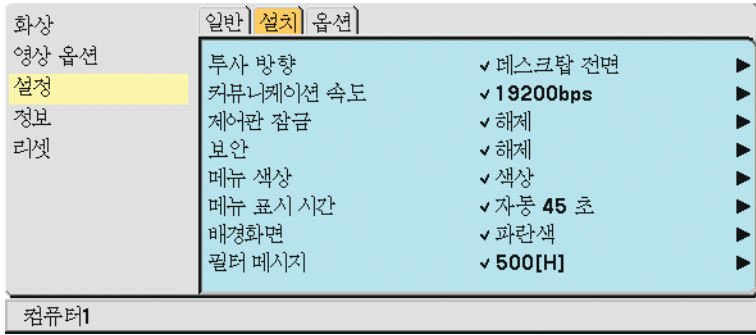 화상
영상 옵션
설정
정보
리셋
일반 설치 옵션
투사 방향 ✓데스크탑 전면 ▶
커뮤니케이션 속도 ✓19200bps ▶
제어판 잠금 ✓해제 ▶
보안 ✓해제 ▶
메뉴 색상 ✓색상 ▶
메뉴 표시 시간 ✓자동 45 초 ▶
배경화면 ✓파란색 ▶
필터 메시지 ✓500[H] ▶
컴퓨터1